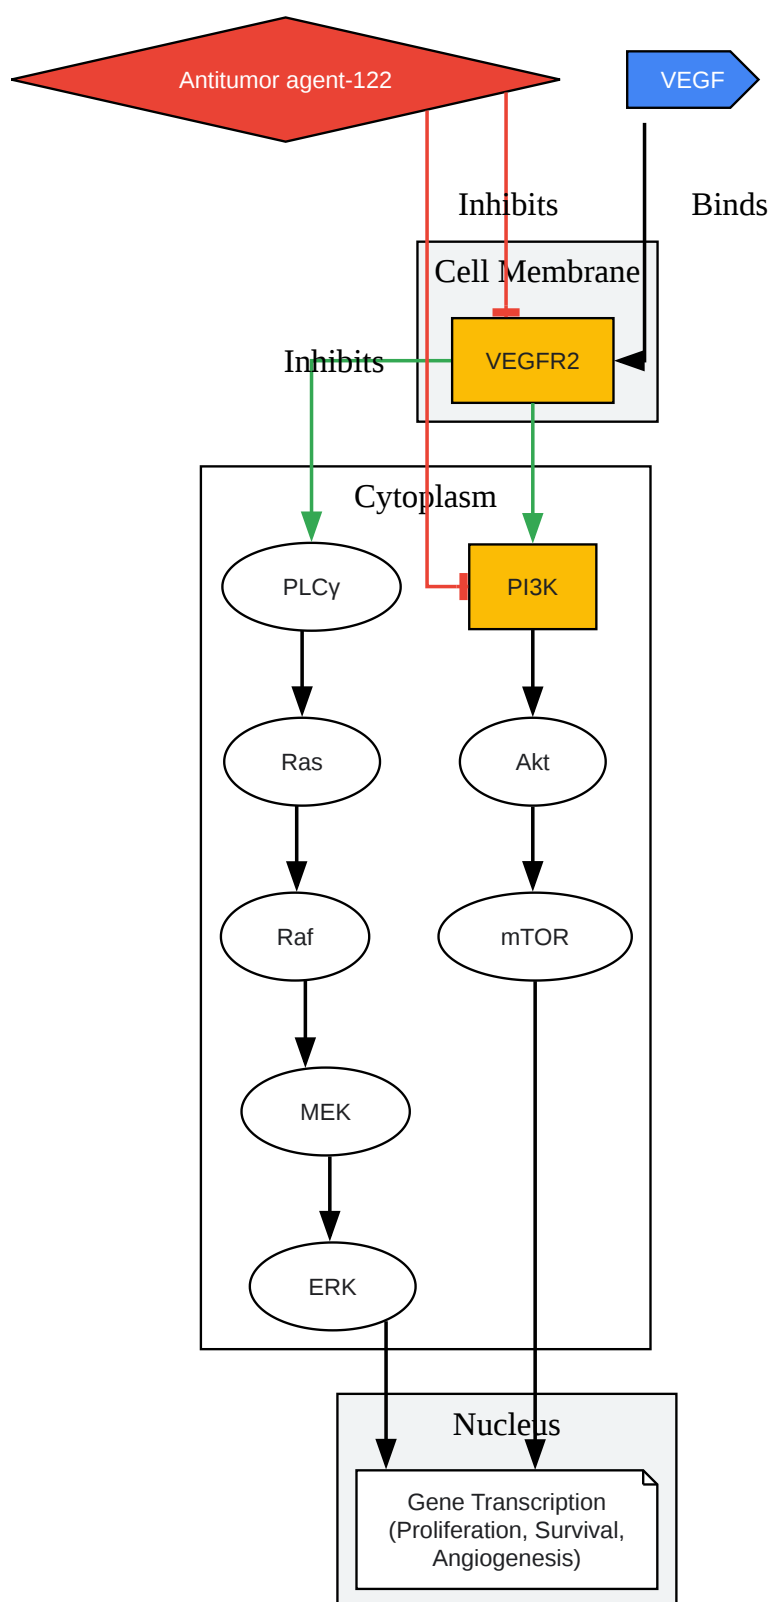 Antitumor agent-122
VEGF
Inhibits
Binds
Cell Membrane
VEGFR2
Inhibits
Cytoplasm
PLCγ
PI3K
Ras
Akt
Raf
mTOR
MEK
ERK
Nucleus
Gene Transcription
(Proliferation, Survival,
Angiogenesis)